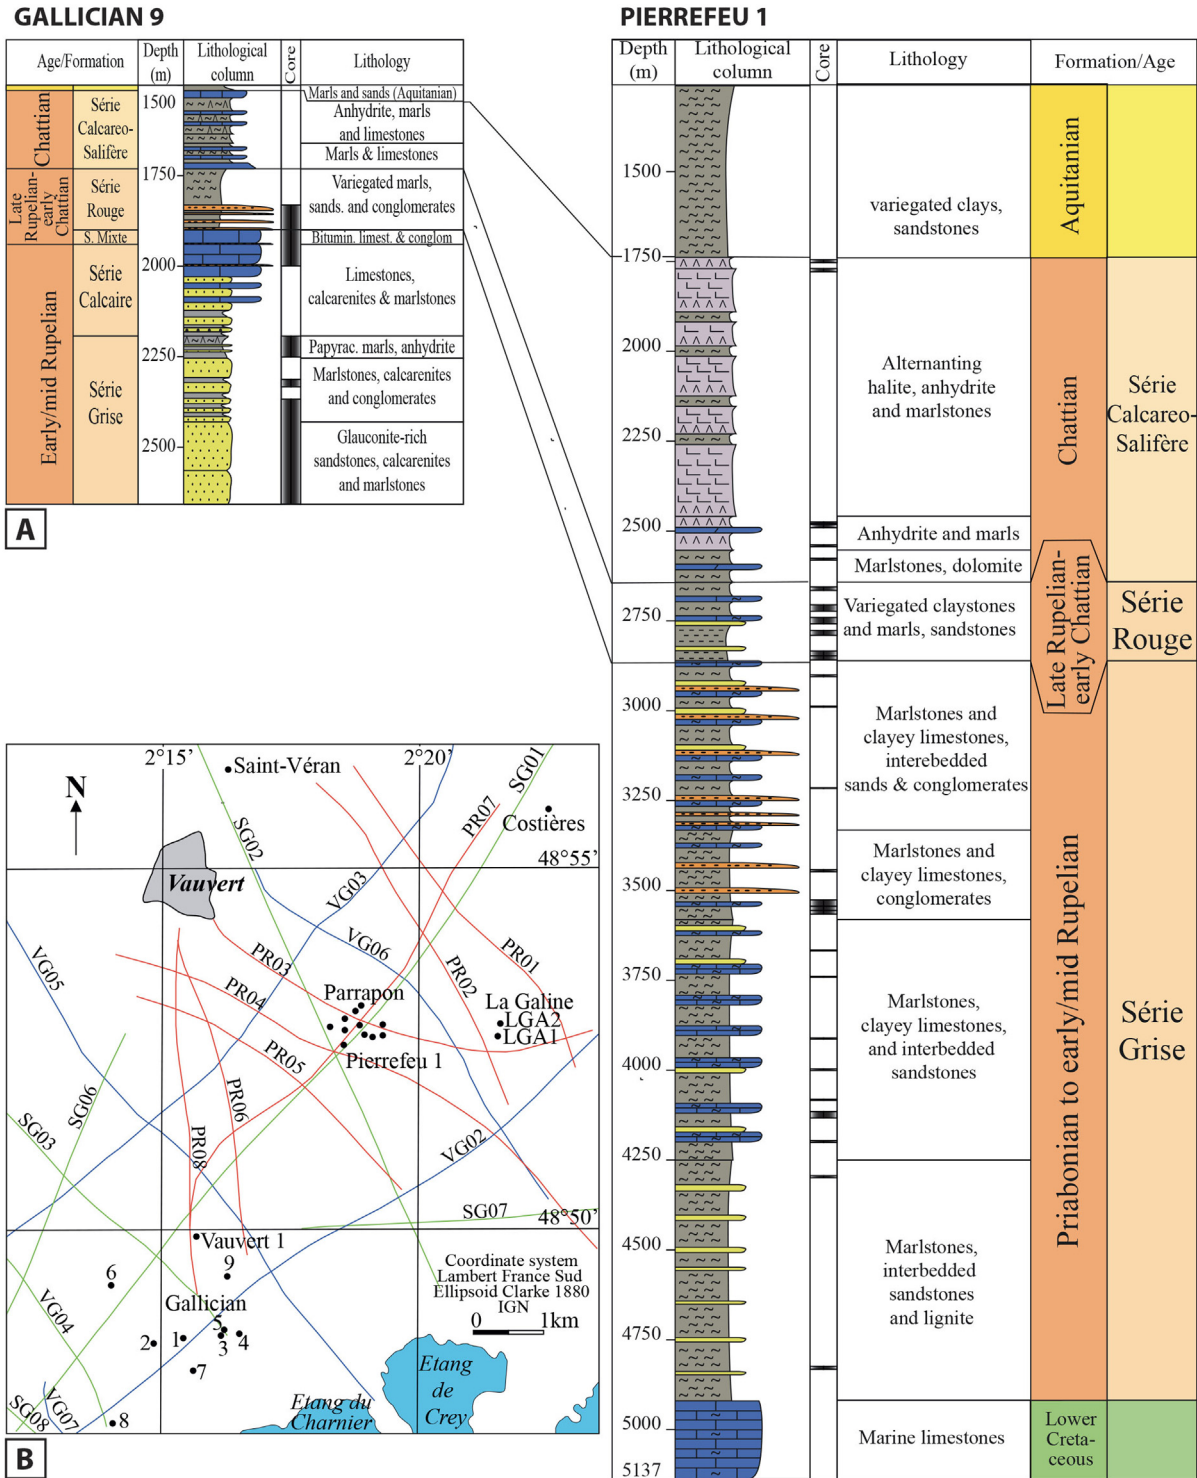 GALLICIAN 9
Age/Formation
Depth
(m)
Lithological
column
Core
Lithology
Chattian
Late
Rupelian-
early
Chattian
Early/mid Rupelian
Série
Calcareo-
Salifère
Série
Rouge
S. Mixte
Série
Calcaire
Série
Grise
1500
1750
2000
2250
2500
Marls and sands (Aquitanian)
Anhydrite, marls
and limestones
Marls & limestones
Variegated marls,
sands. and conglomerates
Bitumin. limest. & conglom
Limestones,
calcarenites & marlstones
Papyrac. marls, anhydrite
Marlstones, calcarenites
and conglomerates
Glauconite-rich
sandstones, calcarenites
and marlstones
A
PIERREFEU 1
Depth
(m)
Lithological
column
Core
Lithology
Formation/Age
1500
1750
2000
2250
2500
2750
3000
3250
3500
3750
4000
4250
4500
4750
5000
5137
variegated clays,
sandstones
Alternanting
halite, anhydrite
and marlstones
Anhydrite and marls
Marlstones, dolomite
Variegated claystones
and marls, sandstones
Marlstones and
clayey limestones,
interebedded
sands & conglomerates
Marlstones and
clayey limestones,
conglomerates
Marlstones,
clayey limestones,
and interbedded
sandstones
Marlstones,
interbedded
sandstones
and lignite
Marine limestones
Aquitanian
Chattian
Late Rupelian-
early Chattian
Priabonian to early/mid Rupelian
Lower
Creta-
ceous
Série
Calcareo-
Salifère
Série
Rouge
Série
Grise
2°15’
2°20’
N
Saint-Véran
Costières
48°55’
Vauvert
SG01
SG02
PR07
VG03
VG05
VG06
PR03
PR04
PR05
PR02
PR01
Parrapon
La Galine
LGA2
LGA1
Pierrefeu 1
SG06
SG03
PR06
PR08
VG02
SG07
48°50’
Vauvert 1
9
6
Gallician
5
2
1
3
4
7
8
VG04
VG07
SG08
Coordinate system
Lambert France Sud
Ellipsoid Clarke 1880
IGN
0
1km
Etang du
Charnier
Etang
de
Crey
B